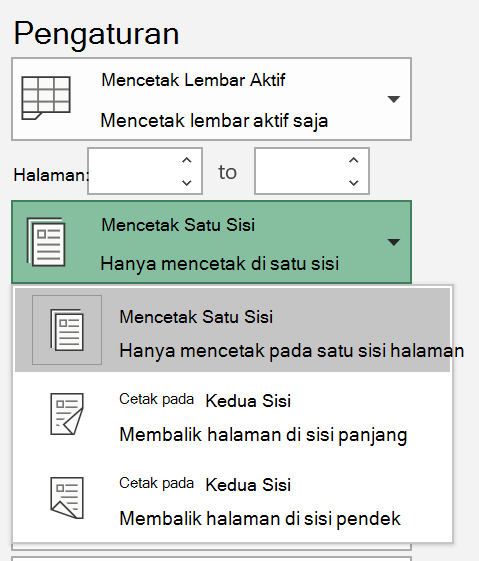 Pengaturan
Mencetak Lembar Aktif
Mencetak lembar aktif saja
Halaman: to
Mencetak Satu Sisi
Hanya mencetak di satu sisi
Mencetak Satu Sisi
Hanya mencetak pada satu sisi halaman
Cetak pada Kedua Sisi
Membalik halaman di sisi panjang
Cetak pada Kedua Sisi
Membalik halaman di sisi pendek